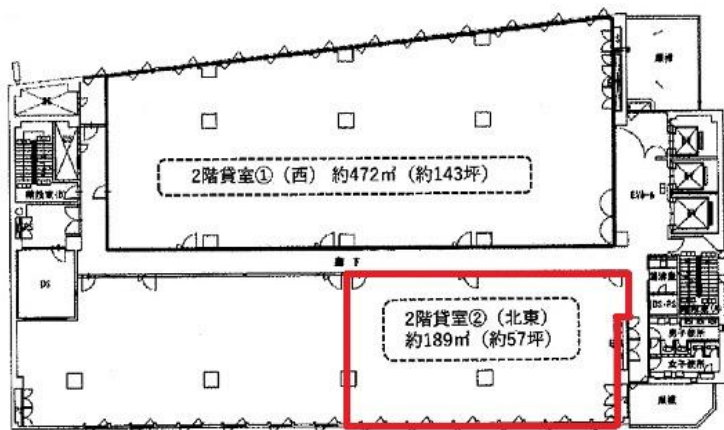 2階貸室①（西） 約472㎡（約143坪）
EVホール
廊 下
DS
湯沸室
DS・PS
2階貸室②（北東）
約189㎡（約57坪）
男子便所
女子便所